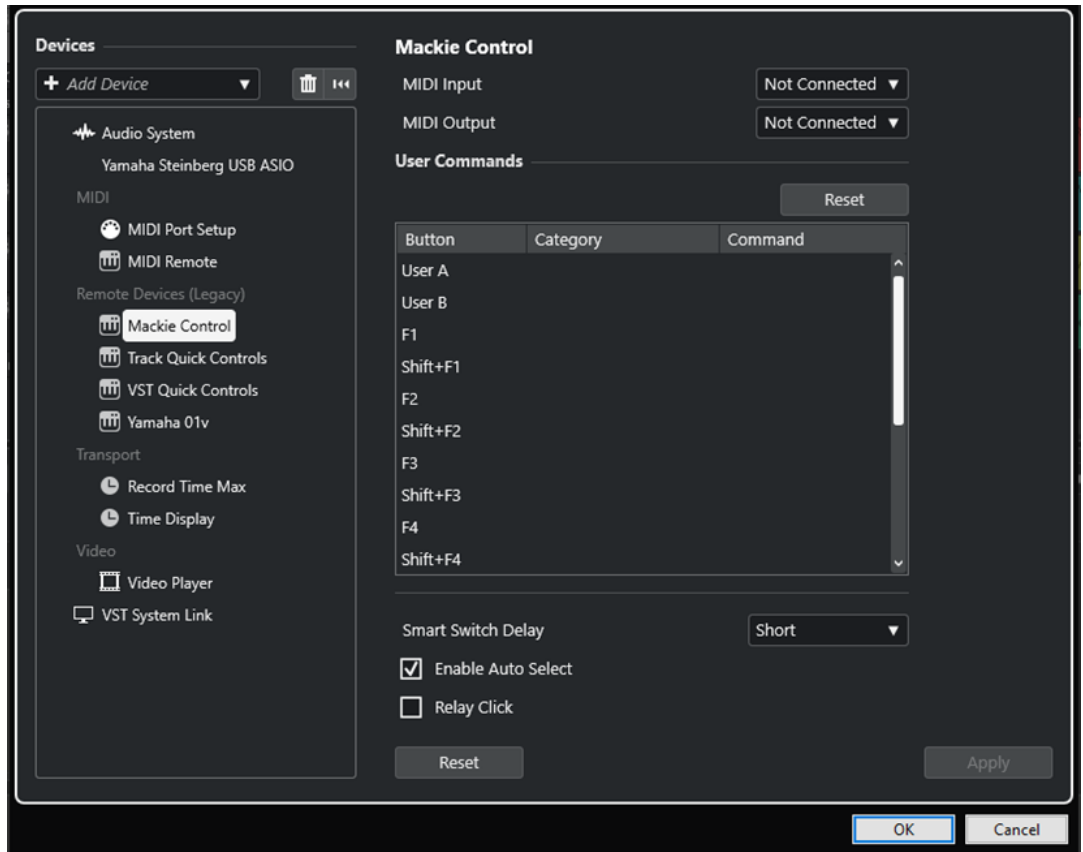 Devices
+ Add Device
Audio System
Yamaha Steinberg USB ASIO
MIDI
MIDI Port Setup
MIDI Remote
Remote Devices (Legacy)
Mackie Control
Track Quick Controls
VST Quick Controls
Yamaha 01v
Transport
Record Time Max
Time Display
Video
Video Player
VST System Link
Mackie Control
MIDI Input Not Connected
MIDI Output Not Connected
User Commands
Reset
Button Category Command
User A
User B
F1
Shift+F1
F2
Shift+F2
F3
Shift+F3
F4
Shift+F4
Smart Switch Delay Short
Enable Auto Select
Relay Click
Reset Apply
OK Cancel